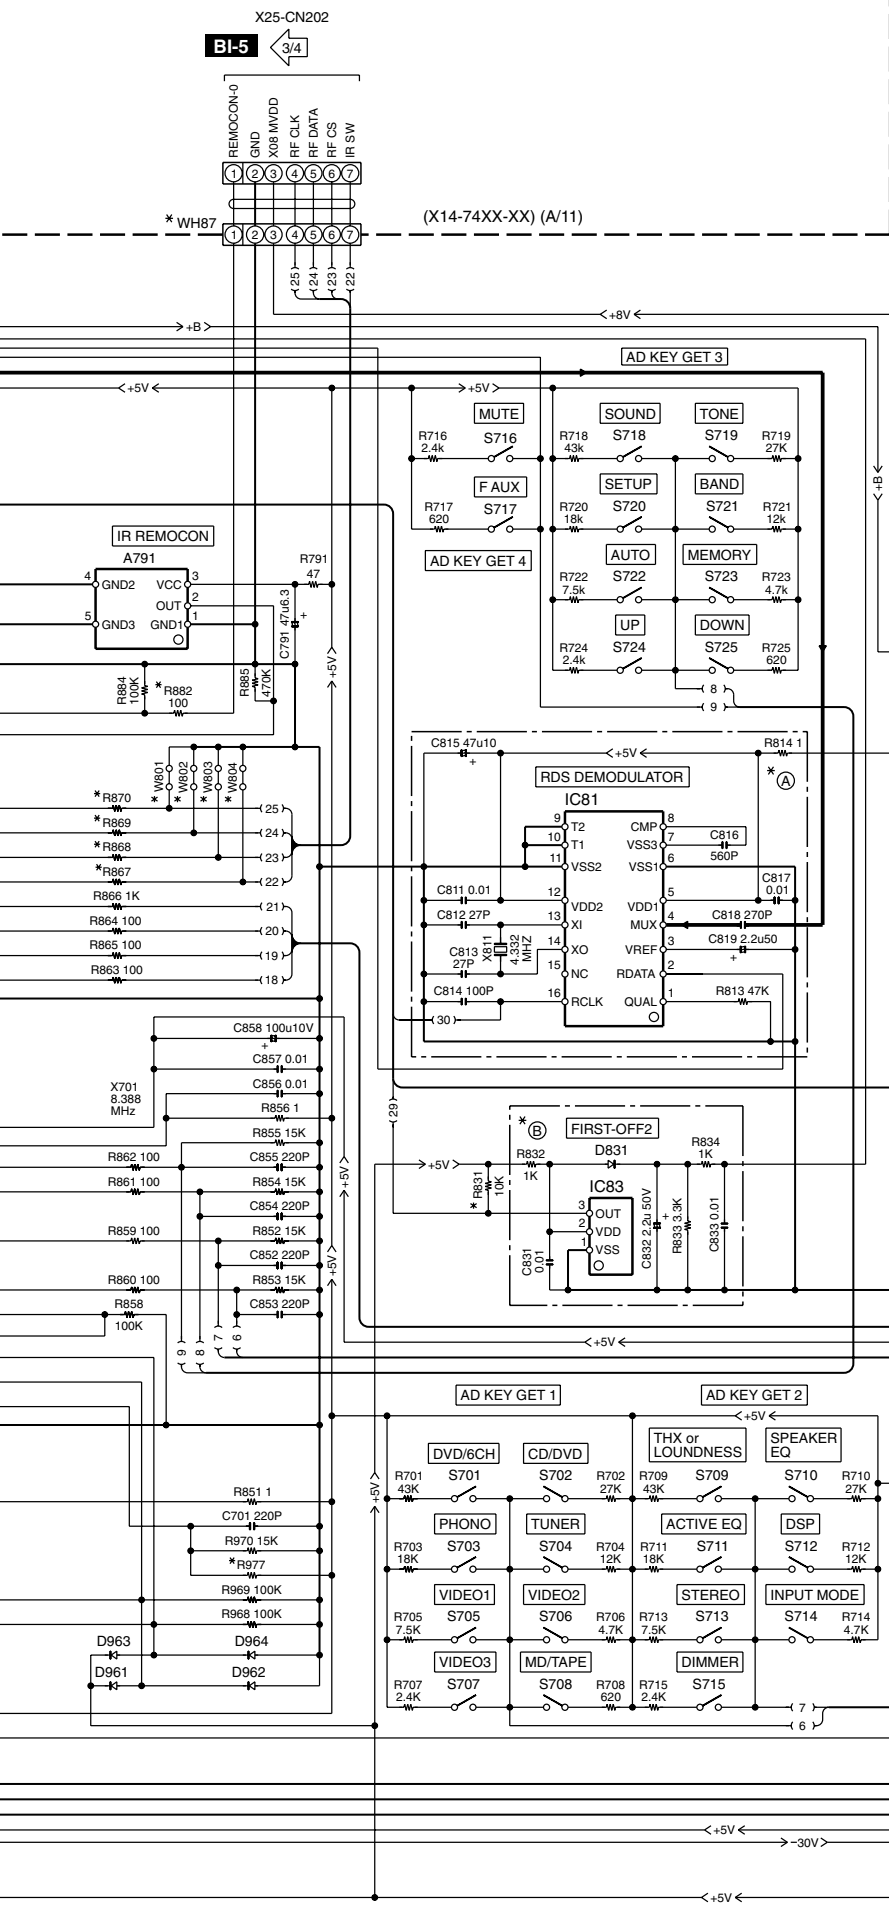 X25-CN202
BI-5 3/4
REMOCON-0
GND
X08 MVDD
RF CLK
RF DATA
RF CS
IR SW
1 2 3 4 5 6 7
* WH87
1 2 3 4 5 6 7
(X14-74XX-XX) (A/11)
25 24 23 22
+8V
+B
AD KEY GET 3
+5V
+5V
MUTE
SOUND
TONE
R716 2.4k
S716
R718 43k
S718
S719
R719 27K
+B
F AUX
SETUP
BAND
R717 620
S717
R720 18k
S720
S721
R721 12k
AD KEY GET 4
AUTO
MEMORY
R722 7.5k
S722
S723
R723 4.7k
UP
DOWN
R724 2.4k
S724
S725
R725 620
8
9
IR REMOCON
A791
R791 47
4 GND2 VCC 3
OUT 2
5 GND3 GND1 1
C791 47u6.3 +
+5V
R884 100K
* R882 100
R885 470K
* W801
* W802
* W803
* W804
*R870 25
*R869 24
*R868 23
*R867 22
R866 1K 21
R864 100 20
R865 100 19
R863 100 18
C815 47u10 +
+5V
R814 1
* A
RDS DEMODULATOR
IC81
9 T2 CMP 8
10 T1 VSS3 7
11 VSS2 VSS1 6
12 VDD2 VDD1 5
13 XI MUX 4
14 XO VREF 3
15 NC RDATA 2
16 RCLK QUAL 1
C816 560P
C817 0.01
C811 0.01
C812 27P
C818 270P
X811 4.332 MHZ
C819 2.2u50 +
C813 27P
C814 100P
R813 47K
30
C858 100u10V +
C857 0.01
X701 8.388 MHz
C856 0.01
R856 1
R855 15K
R862 100
C855 220P
R861 100
R854 15K
C854 220P
R859 100
R852 15K
C852 220P
R860 100
R853 15K
R858 100K
C853 220P
9 8 7 6
+5V
+5V
29
* B
FIRST-OFF2
+5V
R832 1K
D831
R834 1K
* R831 10K
IC83
3 OUT
2 VDD
1 VSS
C831 0.01
C832 2.2u 50V +
R833 3.3K
C833 0.01
+5V
AD KEY GET 1
AD KEY GET 2
+5V
DVD/6CH
CD/DVD
THX or LOUNDNESS
SPEAKER EQ
R701 43K
S701
S702
R702 27K
R709 43K
S709
S710
R710 27K
+5V
PHONO
TUNER
ACTIVE EQ
DSP
R703 18K
S703
S704
R704 12K
R711 18K
S711
S712
R712 12K
VIDEO1
VIDEO2
STEREO
INPUT MODE
R705 7.5K
S705
S706
R706 4.7K
R713 7.5K
S713
S714
R714 4.7K
VIDEO3
MD/TAPE
DIMMER
R707 2.4K
S707
S708
R708 620
R715 2.4K
S715
7
6
R851 1
C701 220P
R970 15K
*R977
R969 100K
R968 100K
D963
D964
D961
D962
+5V
−30V
+5V